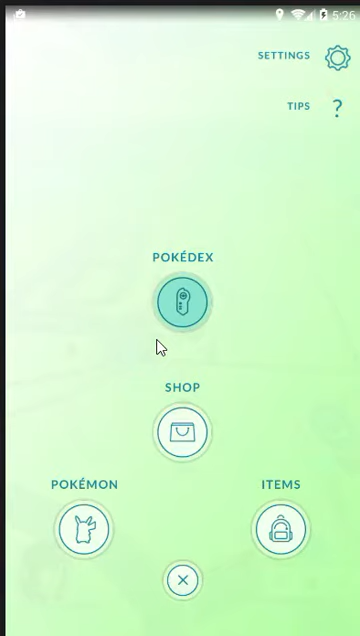 5:26
SETTINGS
TIPS ?
POKÉDEX
SHOP
POKÉMON
ITEMS